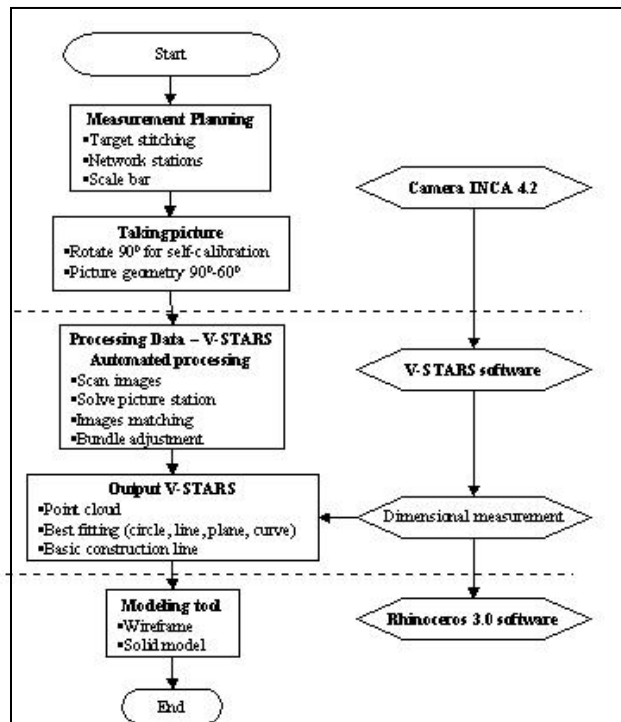 Start
Measurement Planning
▪Target stitching
▪Network stations
▪Scale bar
Camera INCA 4.2
Taking picture
▪Rotate 90º for self-calibration
▪Picture geometry 90º-60º
Processing Data – V-STARS
Automated processing
▪Scan images
▪Solve picture station
▪Images matching
▪Bundle adjustment
V-STARS software
Output V-STARS
▪Point cloud
▪Best fitting (circle, line, plane, curve)
▪Basic construction line
Dimensional measurement
Modeling tool
▪Wireframe
▪Solid model
Rhinoceros 3.0 software
End